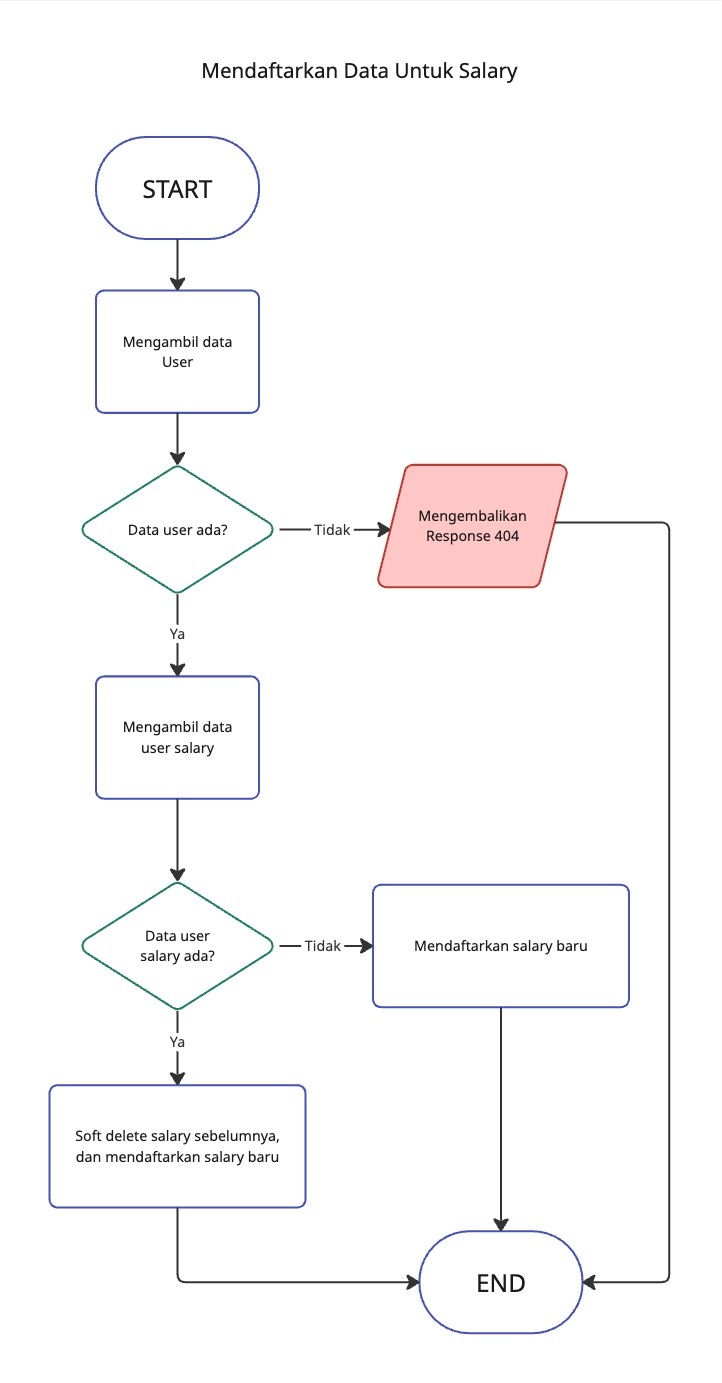 Mendaftarkan Data Untuk Salary
START
Mengambil data
User
Data user ada?
Tidak
Mengembalikan
Response 404
Ya
Mengambil data
user salary
Data user
salary ada?
Tidak
Mendaftarkan salary baru
Ya
Soft delete salary sebelumnya,
dan mendaftarkan salary baru
END